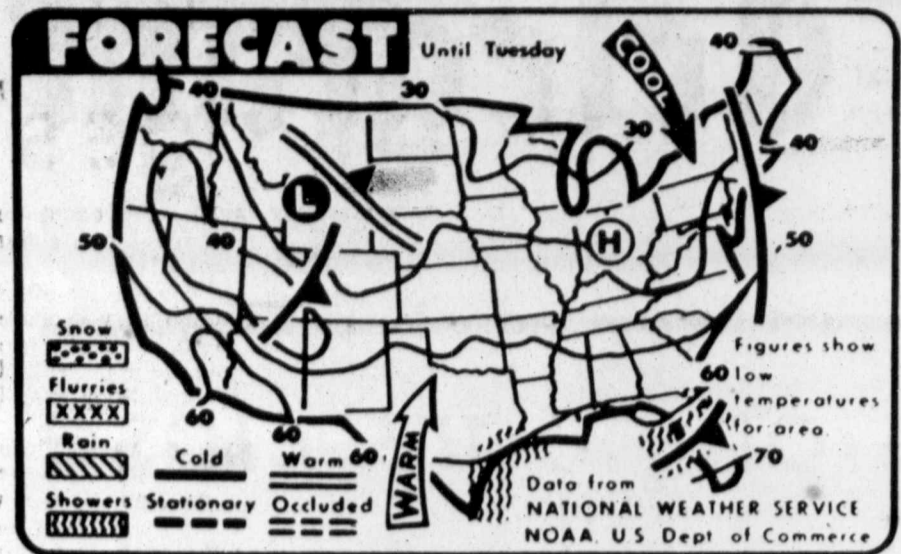 FORECAST Until Tuesday
COOL
40
40
30
30
40
L
H
50
40
50
Snow
Flurries
Rain
Showers
Cold
Warm
Stationary
Occluded
60
60
60
WARM
Figures show
60 low
temperatures
for area
70
Data from
NATIONAL WEATHER SERVICE
NOAA. U.S. Dept of Commerce